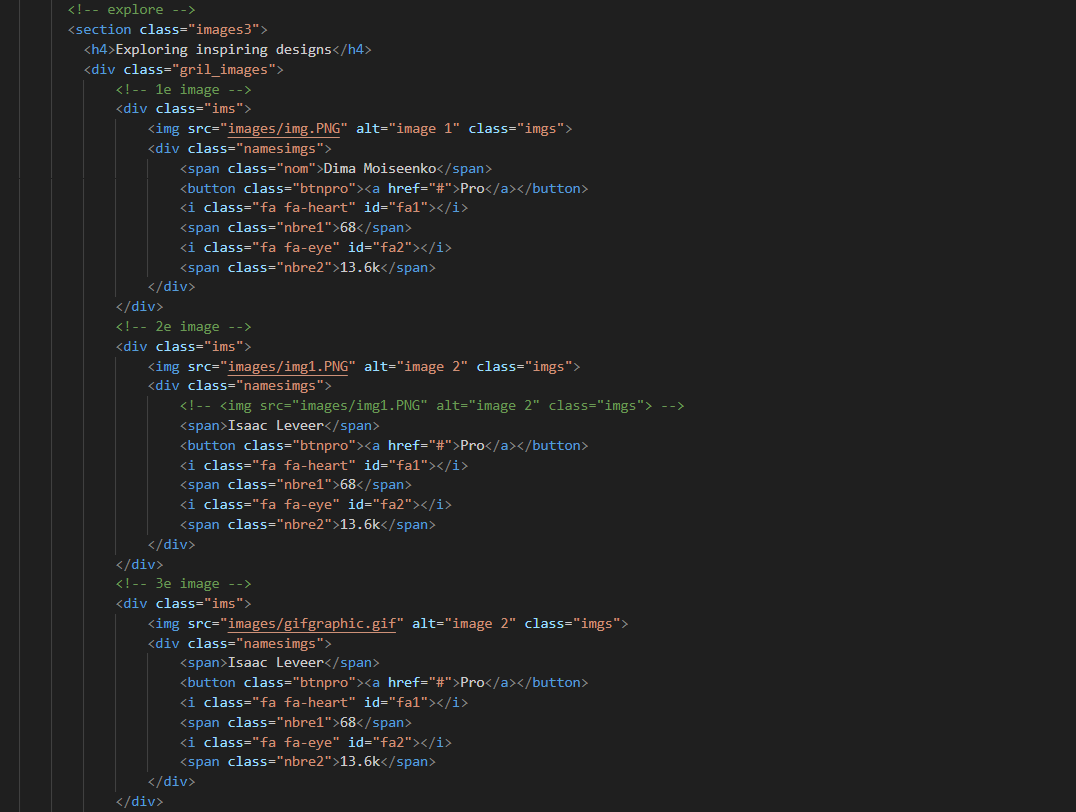 <!-- explore -->
<section class="images3">
<h4>Exploring inspiring designs</h4>
<div class="gril_images">
<!-- 1e image -->
<div class="ims">
<img src="images/img.PNG" alt="image 1" class="imgs">
<div class="namesimgs">
<span class="nom">Dima Moiseenko</span>
<button class="btnpro"><a href="#">Pro</a></button>
<i class="fa fa-heart" id="fa1"></i>
<span class="nbre1">68</span>
<i class="fa fa-eye" id="fa2"></i>
<span class="nbre2">13.6k</span>
</div>
</div>
<!-- 2e image -->
<div class="ims">
<img src="images/img1.PNG" alt="image 2" class="imgs">
<div class="namesimgs">
<!-- <img src="images/img1.PNG" alt="image 2" class="imgs"> -->
<span>Isaac Leveer</span>
<button class="btnpro"><a href="#">Pro</a></button>
<i class="fa fa-heart" id="fa1"></i>
<span class="nbre1">68</span>
<i class="fa fa-eye" id="fa2"></i>
<span class="nbre2">13.6k</span>
</div>
</div>
<!-- 3e image -->
<div class="ims">
<img src="images/gifgraphic.gif" alt="image 2" class="imgs">
<div class="namesimgs">
<span>Isaac Leveer</span>
<button class="btnpro"><a href="#">Pro</a></button>
<i class="fa fa-heart" id="fa1"></i>
<span class="nbre1">68</span>
<i class="fa fa-eye" id="fa2"></i>
<span class="nbre2">13.6k</span>
</div>
</div>